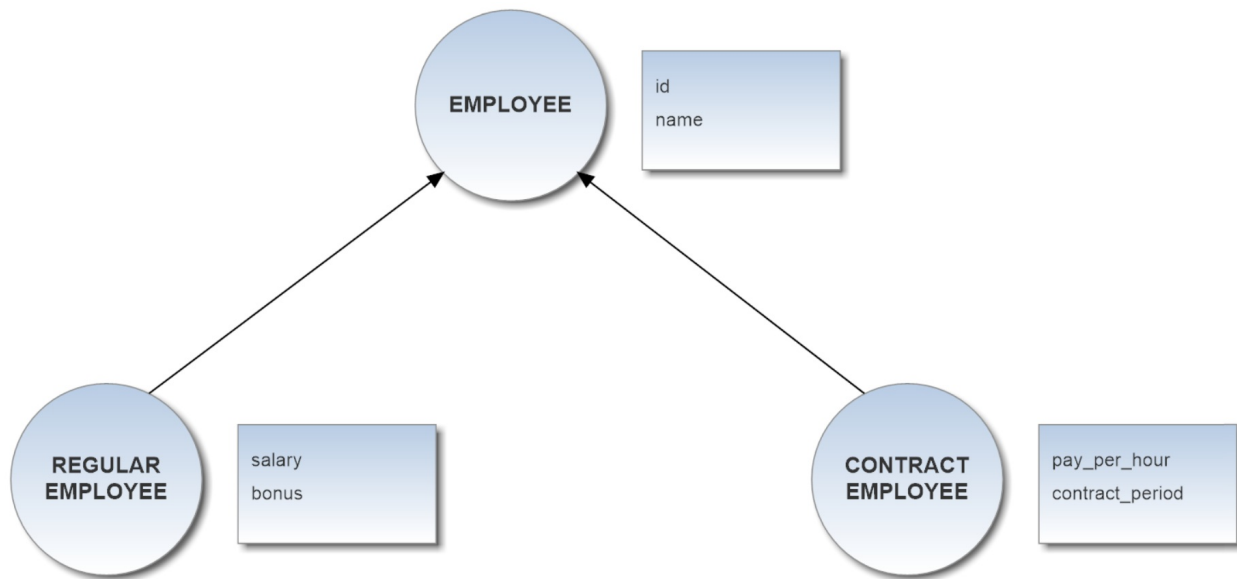 EMPLOYEE
id
name
REGULAR
EMPLOYEE
salary
bonus
CONTRACT
EMPLOYEE
pay_per_hour
contract_period